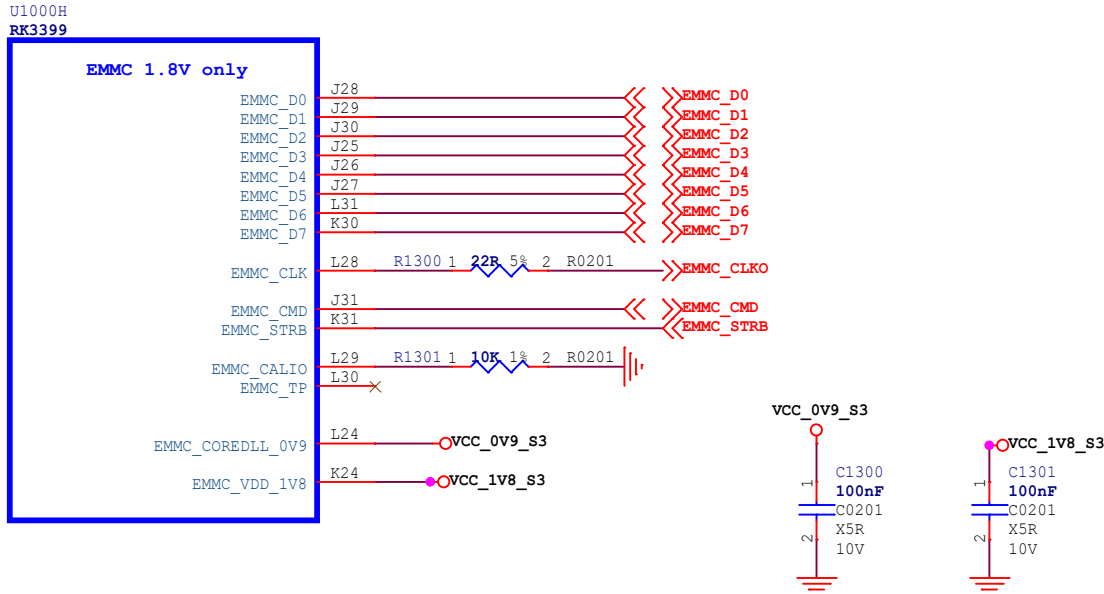 U1000H
RK3399
EMMC 1.8V only
EMMC_D0 J28 EMMC_D0
EMMC_D1 J29 EMMC_D1
EMMC_D2 J30 EMMC_D2
EMMC_D3 J25 EMMC_D3
EMMC_D4 J26 EMMC_D4
EMMC_D5 J27 EMMC_D5
EMMC_D6 L31 EMMC_D6
EMMC_D7 K30 EMMC_D7
EMMC_CLK L28 R1300 1 22R 5% 2 R0201 EMMC_CLKO
EMMC_CMD J31 EMMC_CMD
EMMC_STRB K31 EMMC_STRB
EMMC_CALIO L29 R1301 1 10K 1% 2 R0201
EMMC_TP L30
EMMC_COREDLL_0V9 L24 VCC_0V9_S3
EMMC_VDD_1V8 K24 VCC_1V8_S3
VCC_0V9_S3
1
C1300
100nF
C0201
X5R
10V
2
VCC_1V8_S3
1
C1301
100nF
C0201
X5R
10V
2